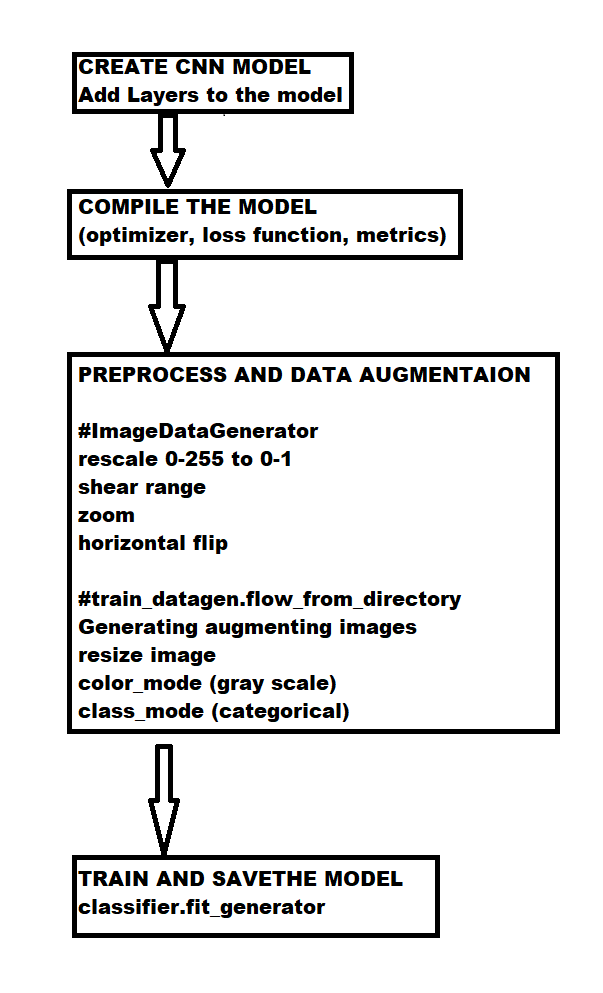 CREATE CNN MODEL
Add Layers to the model
COMPILE THE MODEL
(optimizer, loss function, metrics)
PREPROCESS AND DATA AUGMENTAION
#ImageDataGenerator
rescale 0-255 to 0-1
shear range
zoom
horizontal flip
#train_datagen.flow_from_directory
Generating augmenting images
resize image
color_mode (gray scale)
class_mode (categorical)
TRAIN AND SAVETHE MODEL
classifier.fit_generator